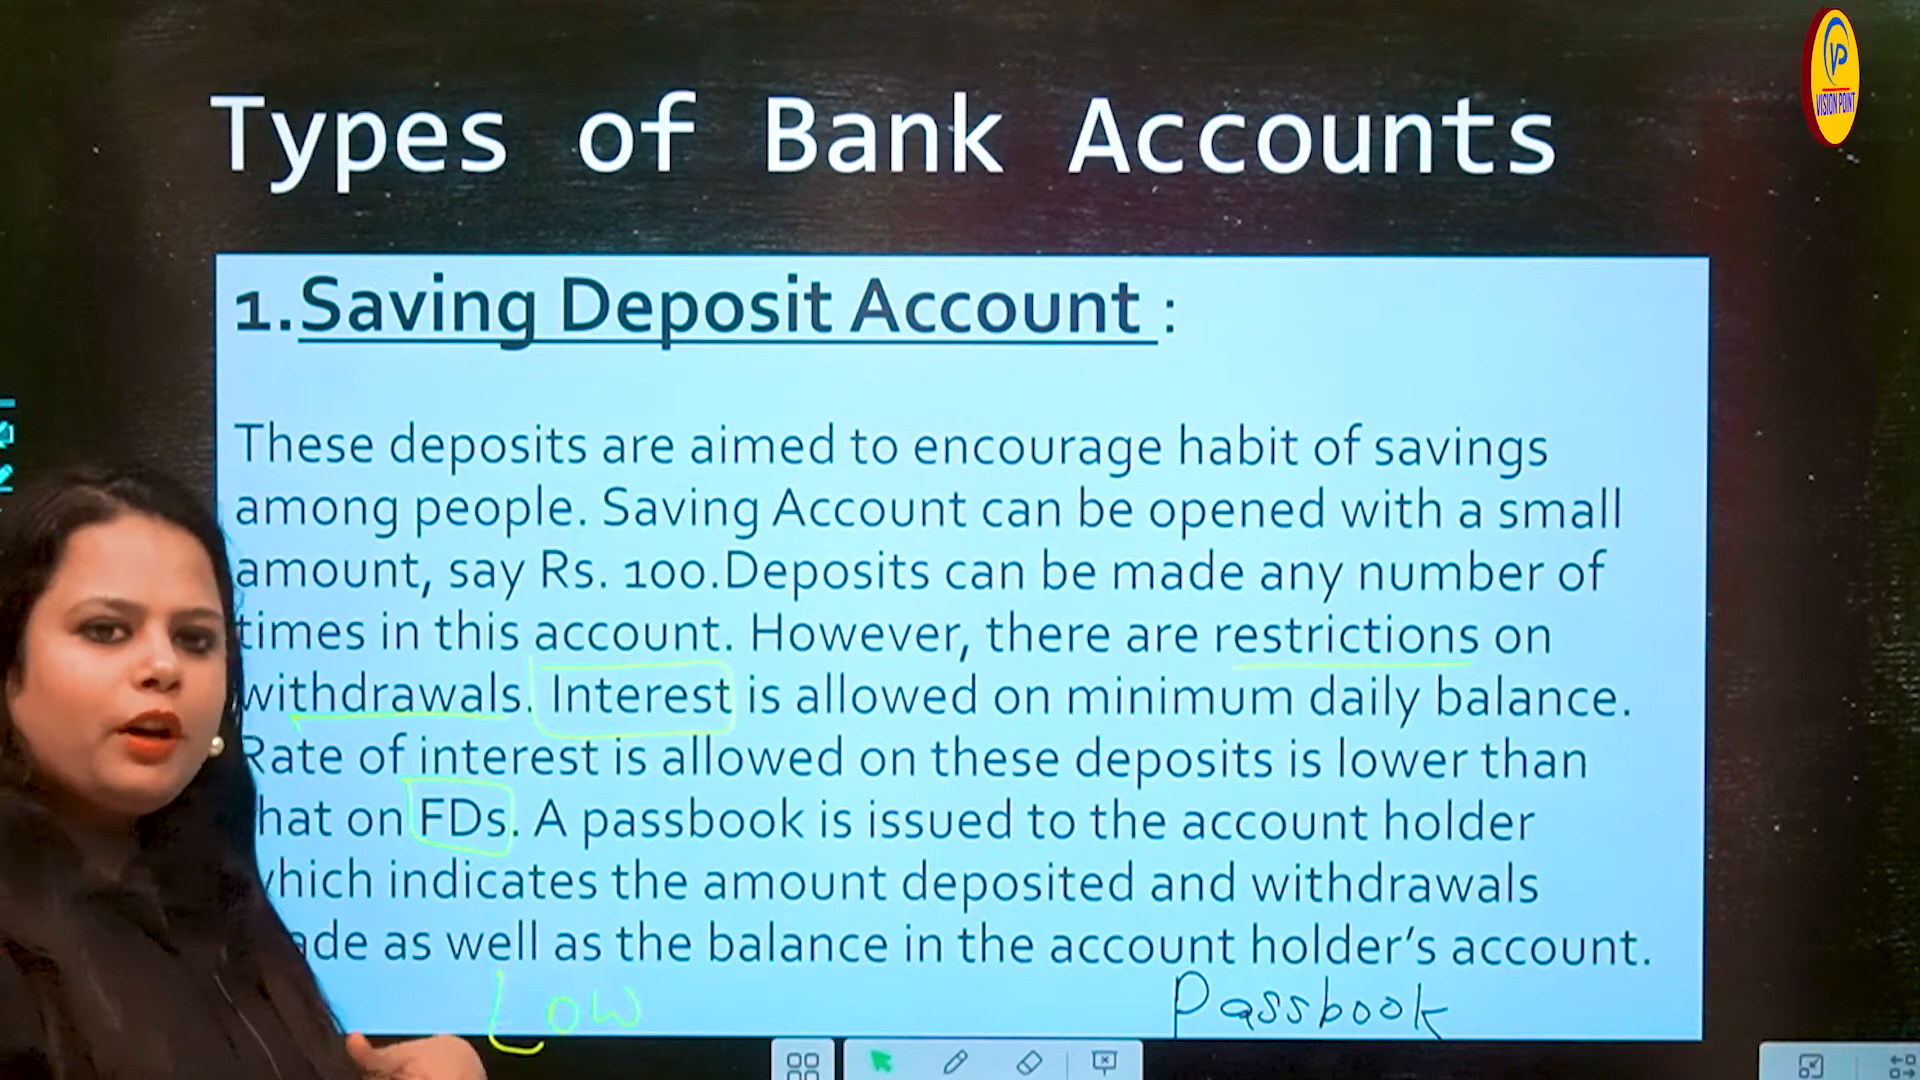 VP
VISION POINT
Types of Bank Accounts
1. Saving Deposit Account :
These deposits are aimed to encourage habit of savings
among people. Saving Account can be opened with a small
amount, say Rs. 100.Deposits can be made any number of
times in this account. However, there are restrictions on
withdrawals. Interest is allowed on minimum daily balance.
Rate of interest is allowed on these deposits is lower than
hat on FDs. A passbook is issued to the account holder
hich indicates the amount deposited and withdrawals
ade as well as the balance in the account holder's account.
Low
Passbook